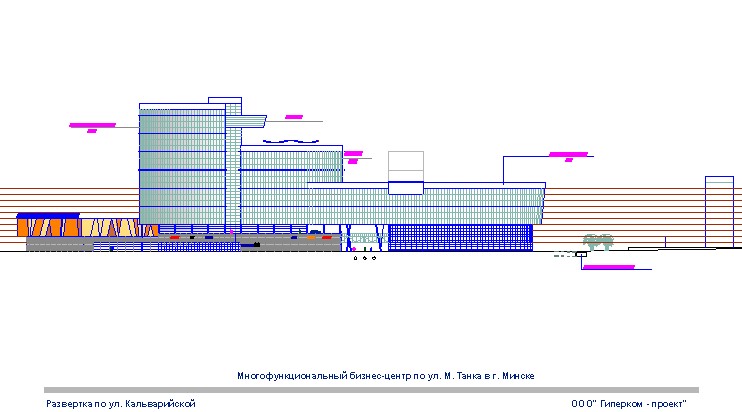 Многофункциональный бизнес-центр по ул. М. Танка в г. Минске
Развертка по ул. Кальварийской
ООО" Гиперком - проект"